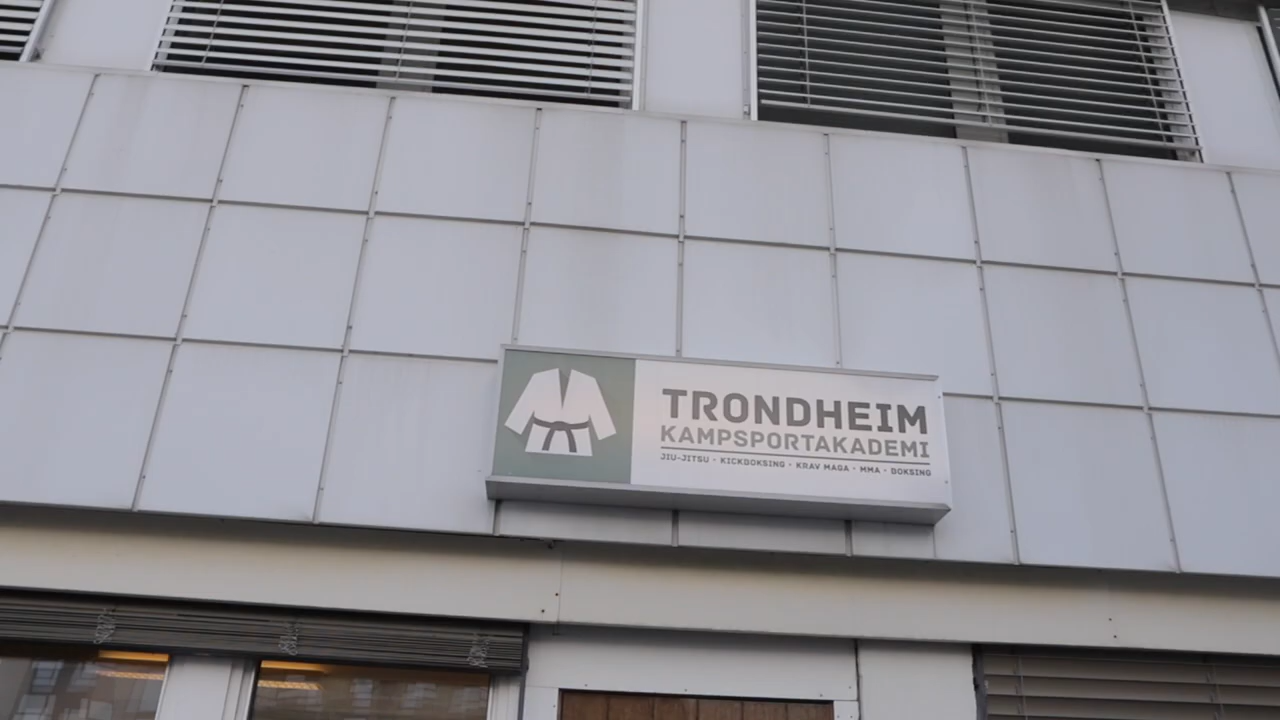 TRONDHEIM
KAMPSPORTAKADEMI
JIU-JITSU · KICKBOKSING · KRAV MAGA · MMA · BOKSING